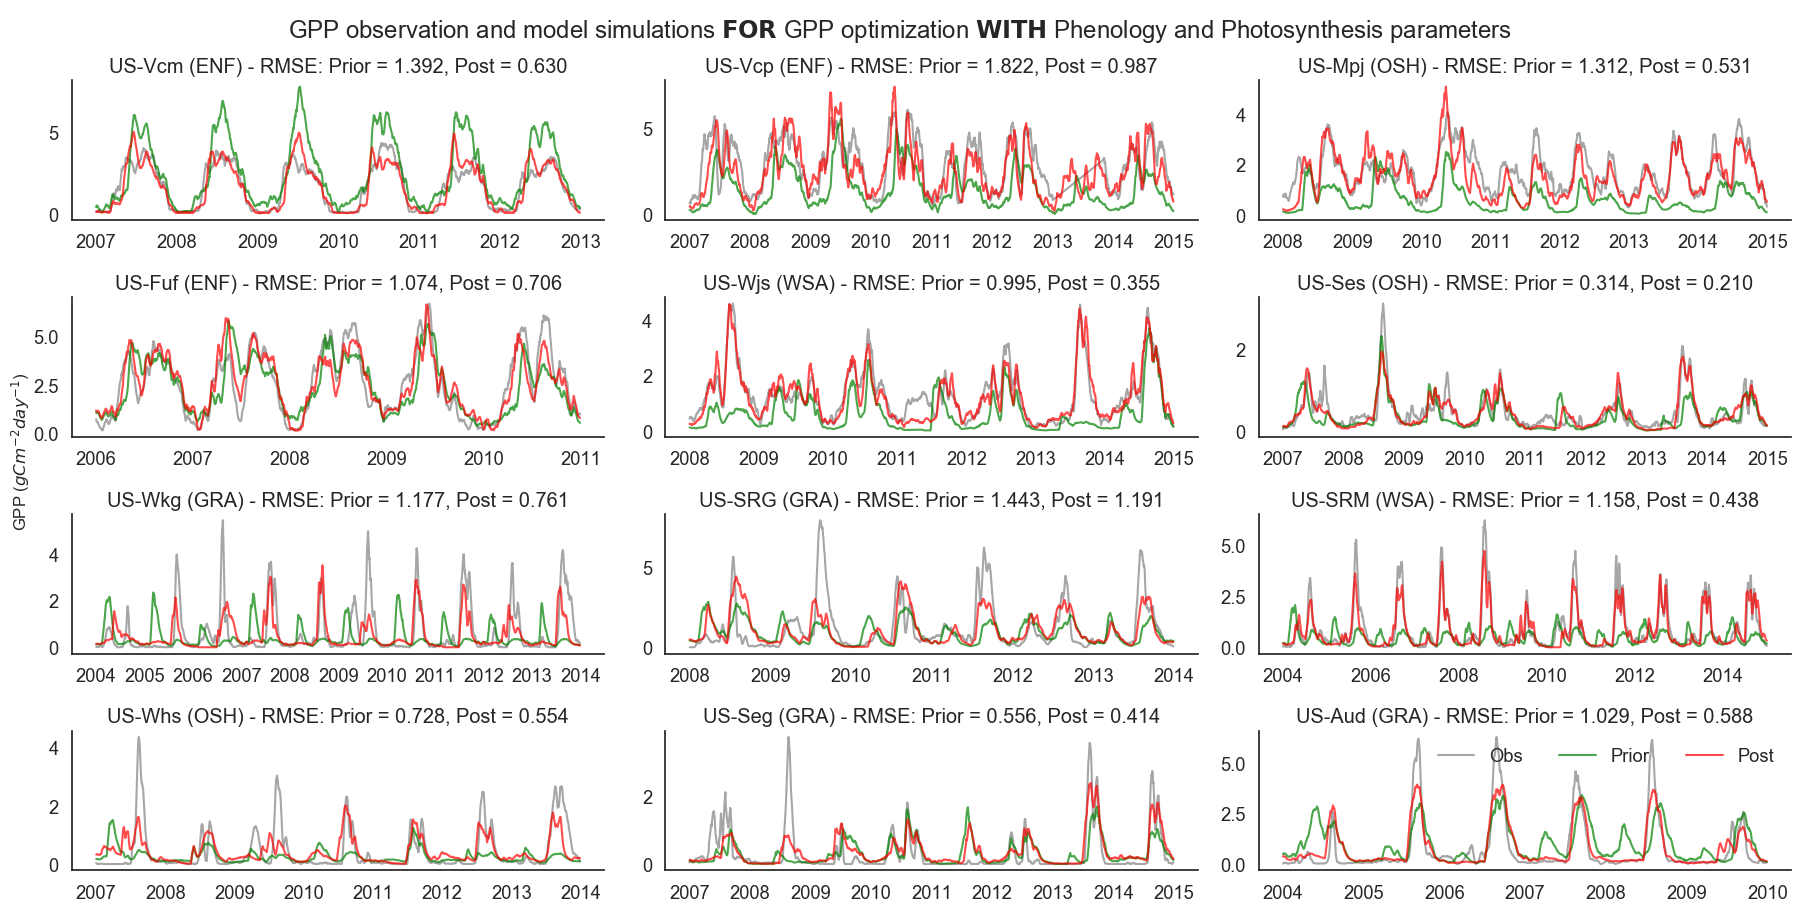 GPP observation and model simulations FOR GPP optimization WITH Phenology and Photosynthesis parameters
US-Vcm (ENF) - RMSE: Prior = 1.392, Post = 0.630
5
0
2007 2008 2009 2010 2011 2012 2013
US-Vcp (ENF) - RMSE: Prior = 1.822, Post = 0.987
5
0
2007 2008 2009 2010 2011 2012 2013 2014 2015
US-Mpj (OSH) - RMSE: Prior = 1.312, Post = 0.531
4
2
0
2008 2009 2010 2011 2012 2013 2014 2015
GPP (gCm⁻²day⁻¹)
US-Fuf (ENF) - RMSE: Prior = 1.074, Post = 0.706
5.0
2.5
0.0
2006 2007 2008 2009 2010 2011
US-Wjs (WSA) - RMSE: Prior = 0.995, Post = 0.355
4
2
0
2008 2009 2010 2011 2012 2013 2014 2015
US-Ses (OSH) - RMSE: Prior = 0.314, Post = 0.210
2
0
2007 2008 2009 2010 2011 2012 2013 2014 2015
US-Wkg (GRA) - RMSE: Prior = 1.177, Post = 0.761
4
2
0
2004 2005 2006 2007 2008 2009 2010 2011 2012 2013 2014
US-SRG (GRA) - RMSE: Prior = 1.443, Post = 1.191
5
0
2008 2009 2010 2011 2012 2013 2014
US-SRM (WSA) - RMSE: Prior = 1.158, Post = 0.438
5.0
2.5
0.0
2004 2006 2008 2010 2012 2014
US-Whs (OSH) - RMSE: Prior = 0.728, Post = 0.554
4
2
0
2007 2008 2009 2010 2011 2012 2013 2014
US-Seg (GRA) - RMSE: Prior = 0.556, Post = 0.414
2
0
2007 2008 2009 2010 2011 2012 2013 2014 2015
US-Aud (GRA) - RMSE: Prior = 1.029, Post = 0.588
Obs Prior Post
5.0
2.5
0.0
2004 2005 2006 2007 2008 2009 2010